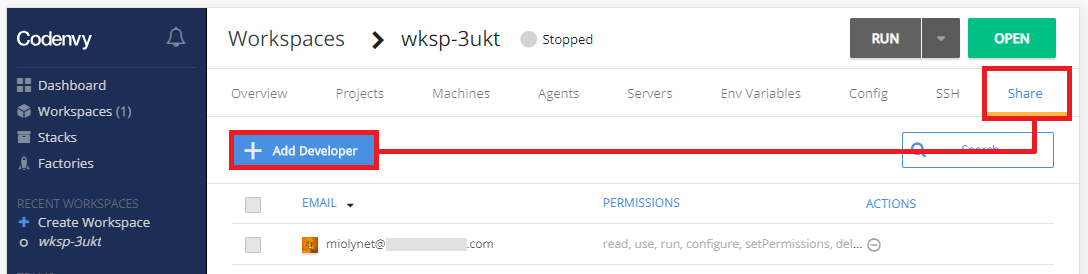 Codenvy
Workspaces > wksp-3ukt Stopped
RUN
OPEN
Dashboard
Workspaces (1)
Stacks
Factories
RECENT WORKSPACES
Create Workspace
wksp-3ukt
Overview Projects Machines Agents Servers Env Variables Config SSH Share
Add Developer
Search
EMAIL PERMISSIONS ACTIONS
miolynet@ .com read, use, run, configure, setPermissions, del...